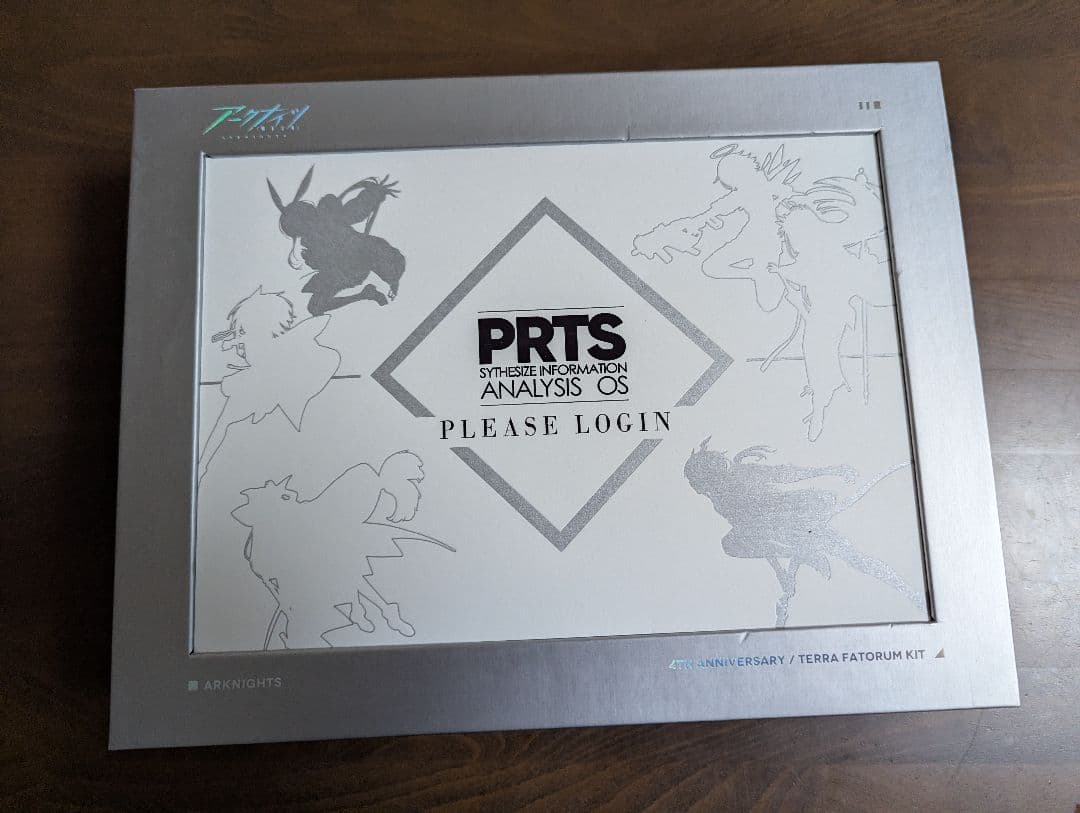 アークナイツ
PRTS
SYTHESIZE INFORMATION
ANALYSIS OS
PLEASE LOGIN
4TH ANNIVERSARY / TERRA FATORUM KIT
ARKNIGHTS